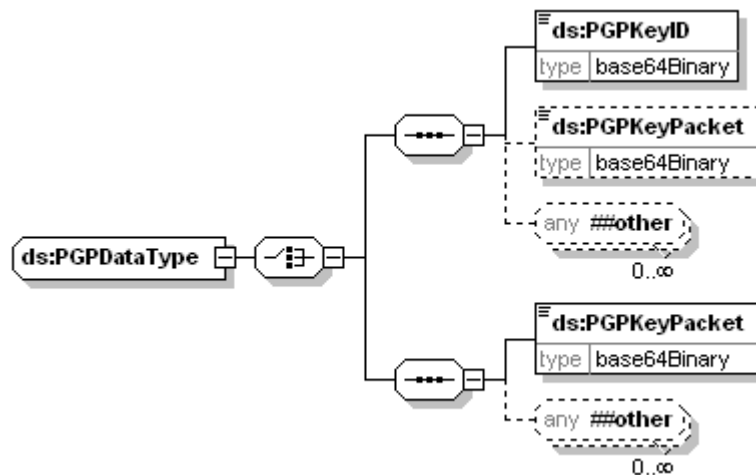 ds:PGPKeyID
type base64Binary
ds:PGPKeyPacket
type base64Binary
any ##other
0..∞
ds:PGPDataType
ds:PGPKeyPacket
type base64Binary
any ##other
0..∞